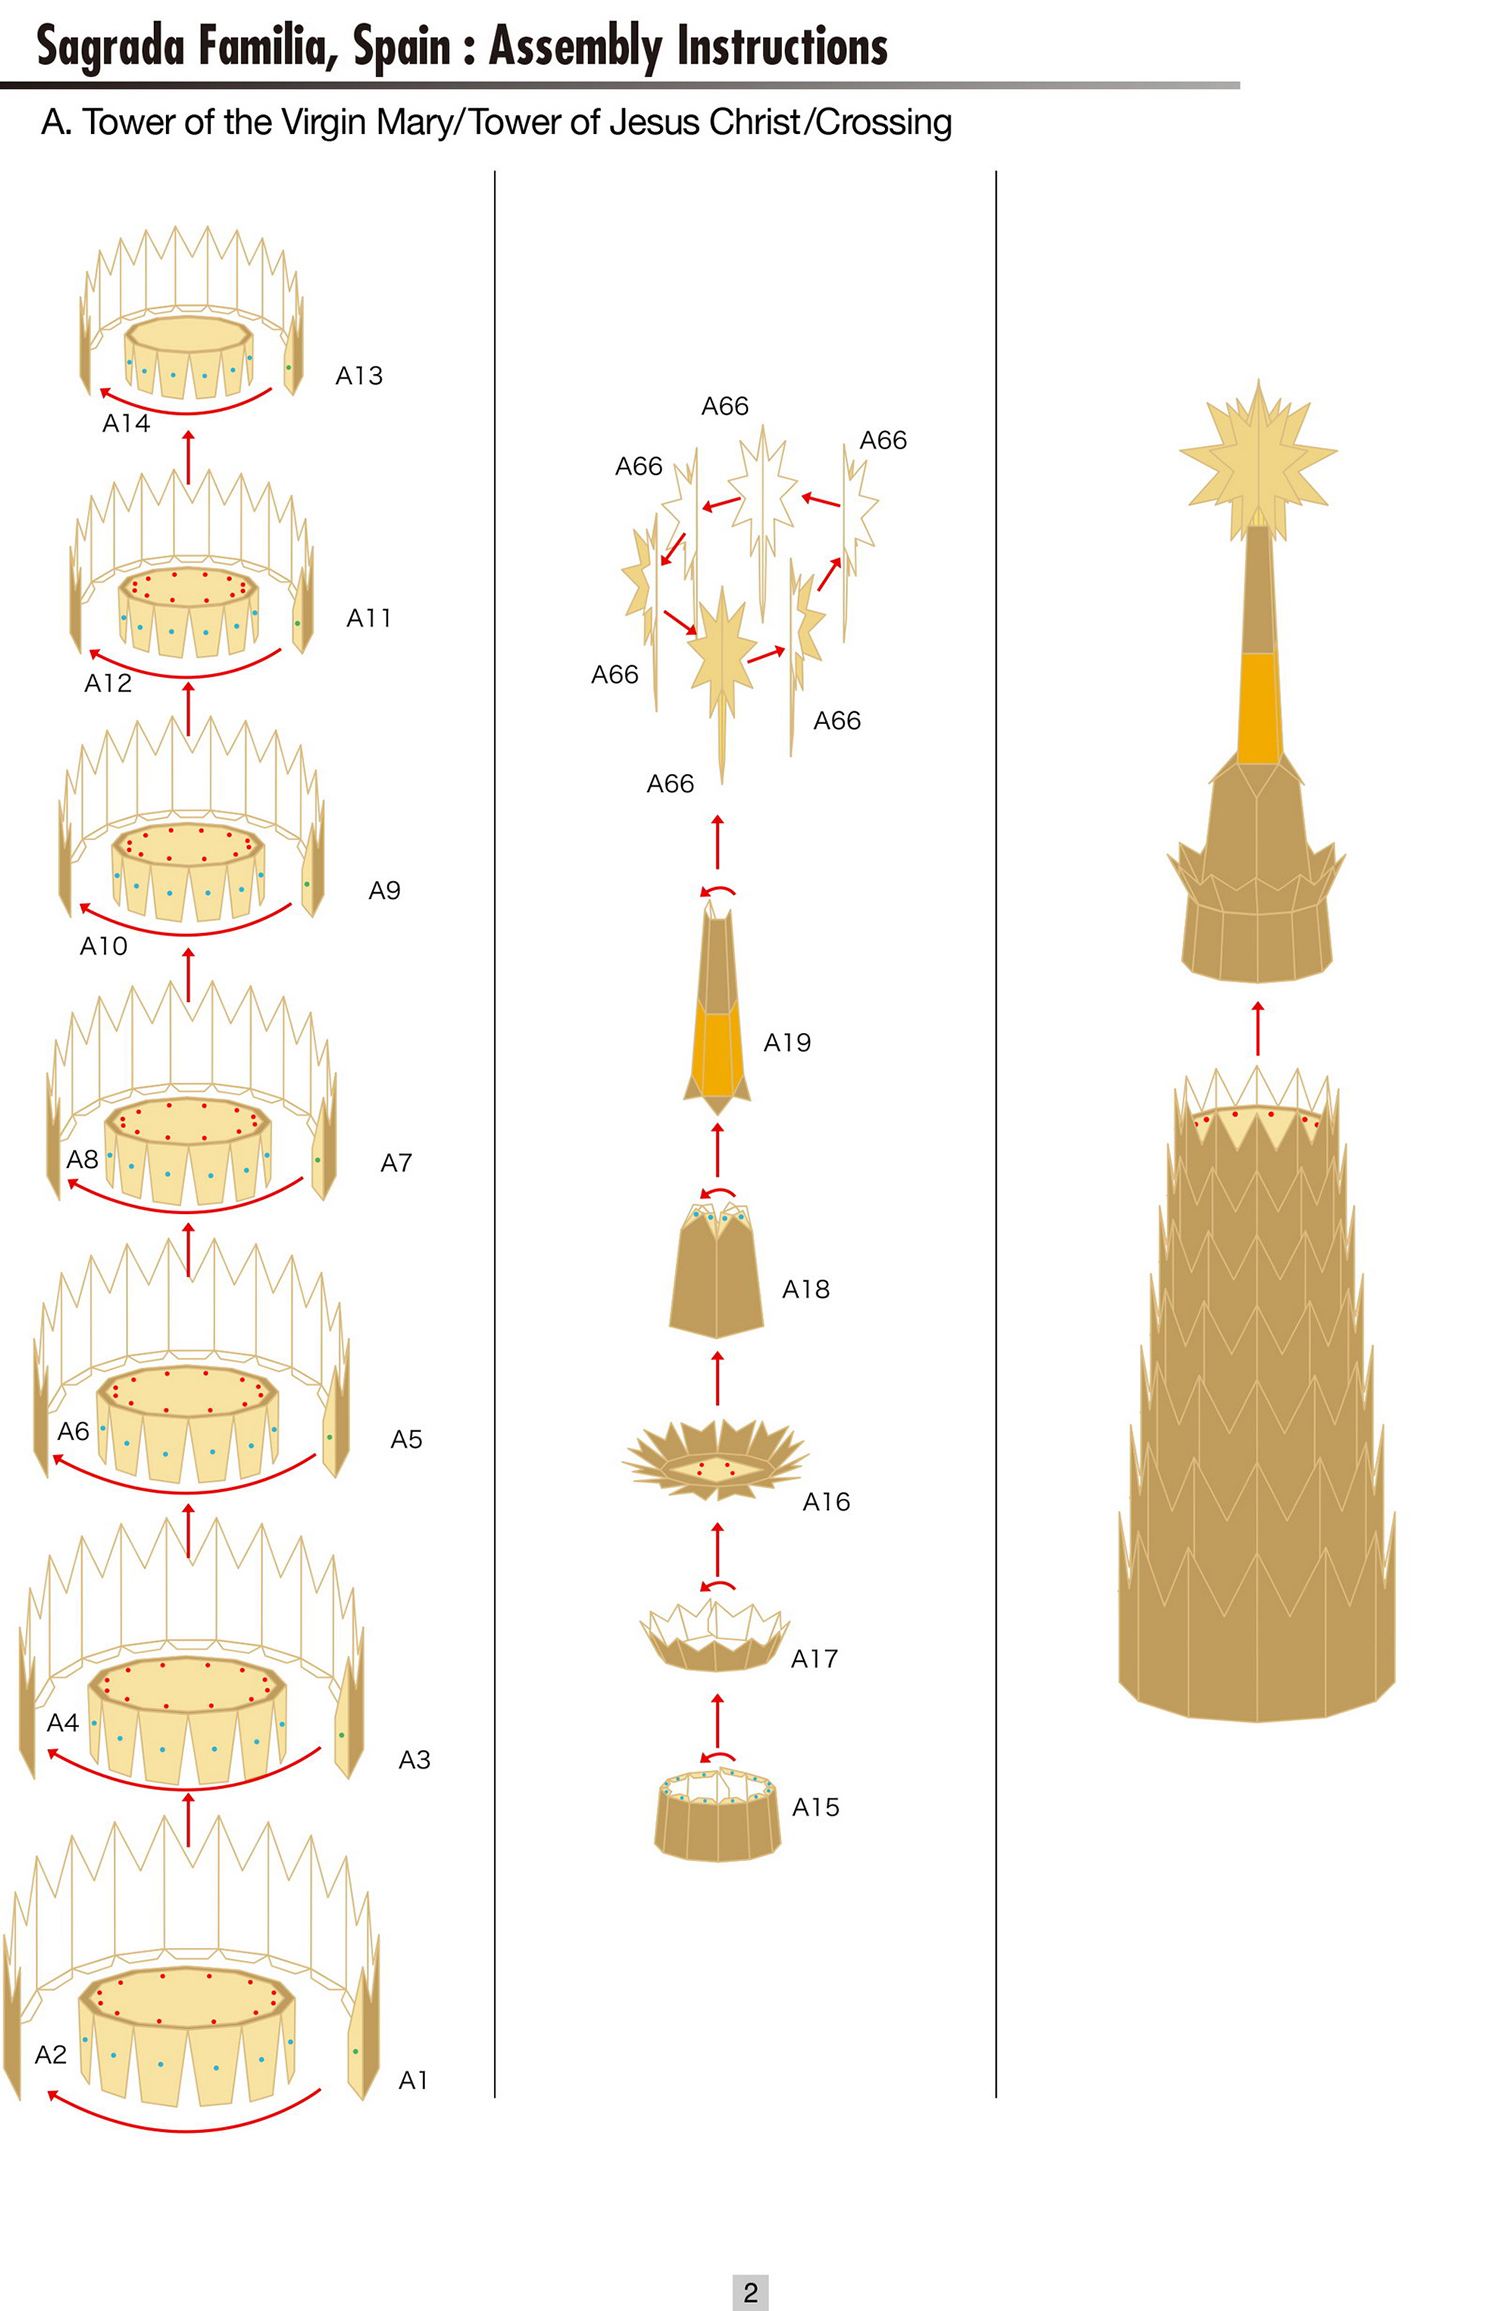 Sagrada Familia, Spain : Assembly Instructions
A. Tower of the Virgin Mary/Tower of Jesus Christ/Crossing
A13
A14
A11
A12
A9
A10
A8
A7
A6
A5
A4
A3
A2
A1
A66
A66
A66
A66
A66
A66
A19
A18
A16
A17
A15
2